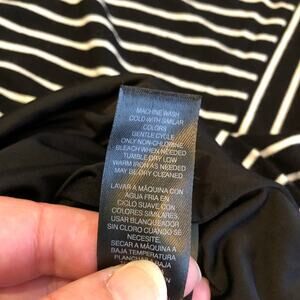 MACHINE WASH
COLD WITH SIMILAR
COLORS
GENTLE CYCLE
ONLY NON-CHLORINE
BLEACH WHEN NEEDED
TUMBLE DRY LOW
WARM IRON AS NEEDED
MAY BE DRY CLEANED
LAVAR A MÁQUINA CON
AGUA FRIA EN
CICLO SUAVE CON
COLORES SIMILARES.
USAR BLANQUEADOR
SIN CLORO CUANDO SE
NECESITE.
SECAR A MÁQUINA A
BAJA TEMPERATURA
PLANCHA BAJA